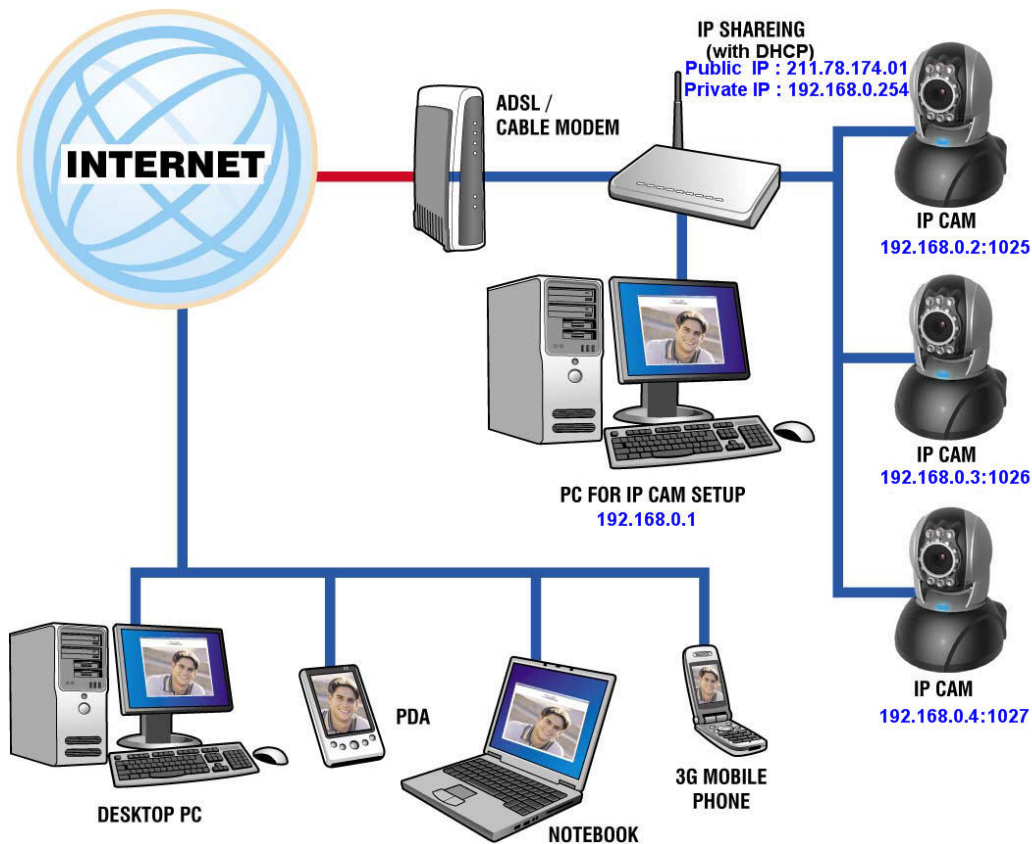 IP SHAREING
(with DHCP)
Public IP : 211.78.174.01
Private IP : 192.168.0.254
ADSL /
CABLE MODEM
INTERNET
IP CAM
192.168.0.2:1025
IP CAM
192.168.0.3:1026
PC FOR IP CAM SETUP
192.168.0.1
IP CAM
192.168.0.4:1027
PDA
3G MOBILE
PHONE
DESKTOP PC
NOTEBOOK